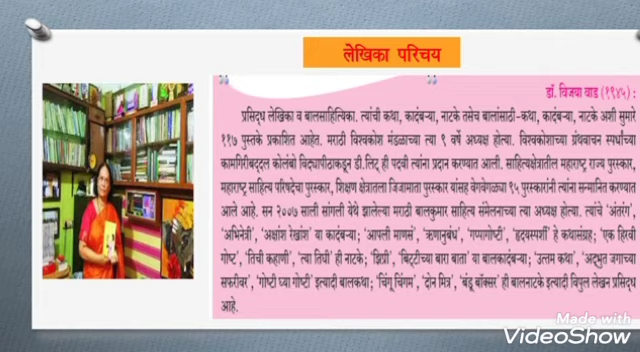 लेखिका परिचय
डॉ. विजया वाड (१९४५) :
प्रसिद्ध लेखिका व बालसाहित्यिका. त्यांची कथा, कादंबऱ्या, नाटके तसेच बालांसाठी-कथा, कादंबऱ्या, नाटके अशी सुमारे
११७ पुस्तके प्रकाशित आहेत. मराठी विश्वकोश मंडळाच्या त्या ९ वर्षे अध्यक्ष होत्या. विश्वकोशाच्या ग्रंथवाचन स्पर्धांच्या
कामगिरीबद्दल कोलंबो विद्यापीठाकडून डी.लिट् ही पदवी त्यांना प्रदान करण्यात आली. साहित्यक्षेत्रातील महाराष्ट्र राज्य पुरस्कार,
महाराष्ट्र साहित्य परिषदेचा पुरस्कार, शिक्षण क्षेत्रातला जिजामाता पुरस्कार यांसह वेगवेगळ्या ९५ पुरस्कारांनी त्यांना सन्मानित करण्यात
आले आहे. सन २००७ साली सांगली येथे झालेल्या मराठी बालकुमार साहित्य संमेलनाच्या त्या अध्यक्ष होत्या. त्यांचे 'अंतरंग',
'अभिनेत्री', 'अक्षांश रेखांश' या कादंबऱ्या; 'आपली माणसं', 'ऋणानुबंध', 'गप्पागोष्टी', 'हृदयस्पर्शी' हे कथासंग्रह; 'एक हिरवी
गोष्ट', 'तिची कहाणी', 'त्या तिघी' ही नाटके; 'झिप्री', 'बिट्टीच्या बारा बाता' या बालकादंबऱ्या; 'उत्तम कथा', 'अद्भुत जगाच्या
सफरीवर', 'गोष्टी घ्या गोष्टी' इत्यादी बालकथा; 'चिंगू चिंगम', 'दोन मित्र', 'बंडू बॉक्सर' ही बालनाटके इत्यादी विपुल लेखन प्रसिद्ध
आहे.
Made with
VideoShow